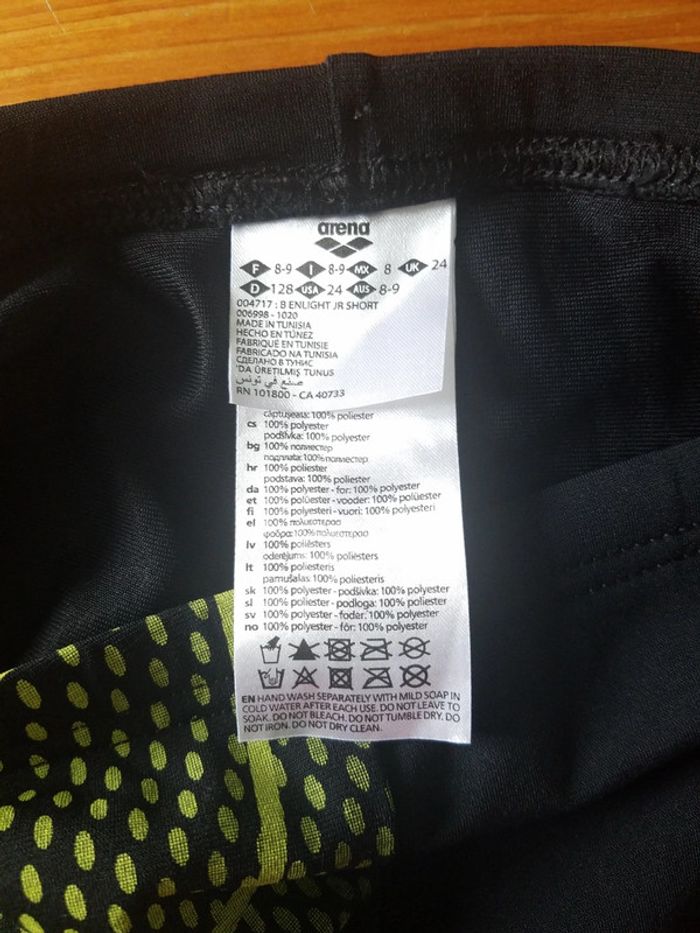 arena
F 8-9 I 8-9 MX 8 UK 24
D 128 USA 24 AUS 8-9
004717 : B ENLIGHT JR SHORT
006998 - 1020
MADE IN TUNISIA
HECHO EN TÚNEZ
FABRIQUÉ EN TUNISIE
FABRICADO NA TUNISIA
СДЕЛАНО В ТУНИС
'DA ÜRETILMIŞ TUNUS
صنع في تونس
RN 101800 - CA 40733
căptuşeala: 100% poliester
cs 100% polyester
podšívka: 100% polyester
bg 100% полиестер
подплата: 100% полиестер
hr 100% poliester
podstava: 100% poliester
da 100% polyester - for: 100% polyester
et 100% polüester - vooder: 100% polüester
fi 100% polyesteri - vuori: 100% polyesteri
el 100% πολυεστερας
φοδρα: 100% πολυεστερας
lv 100% poliēsters
oderējums: 100% poliēsters
lt 100% poliesteris
pamušalas: 100% poliesteris
sk 100% polyester - podšívka: 100% polyester
sl 100% poliester - podloga: 100% poliester
sv 100% polyester - foder: 100% polyester
no 100% polyester - fôr: 100% polyester
EN HAND WASH SEPARATELY WITH MILD SOAP IN
COLD WATER AFTER EACH USE. DO NOT LEAVE TO
SOAK. DO NOT BLEACH. DO NOT TUMBLE DRY. DO
NOT IRON. DO NOT DRY CLEAN.